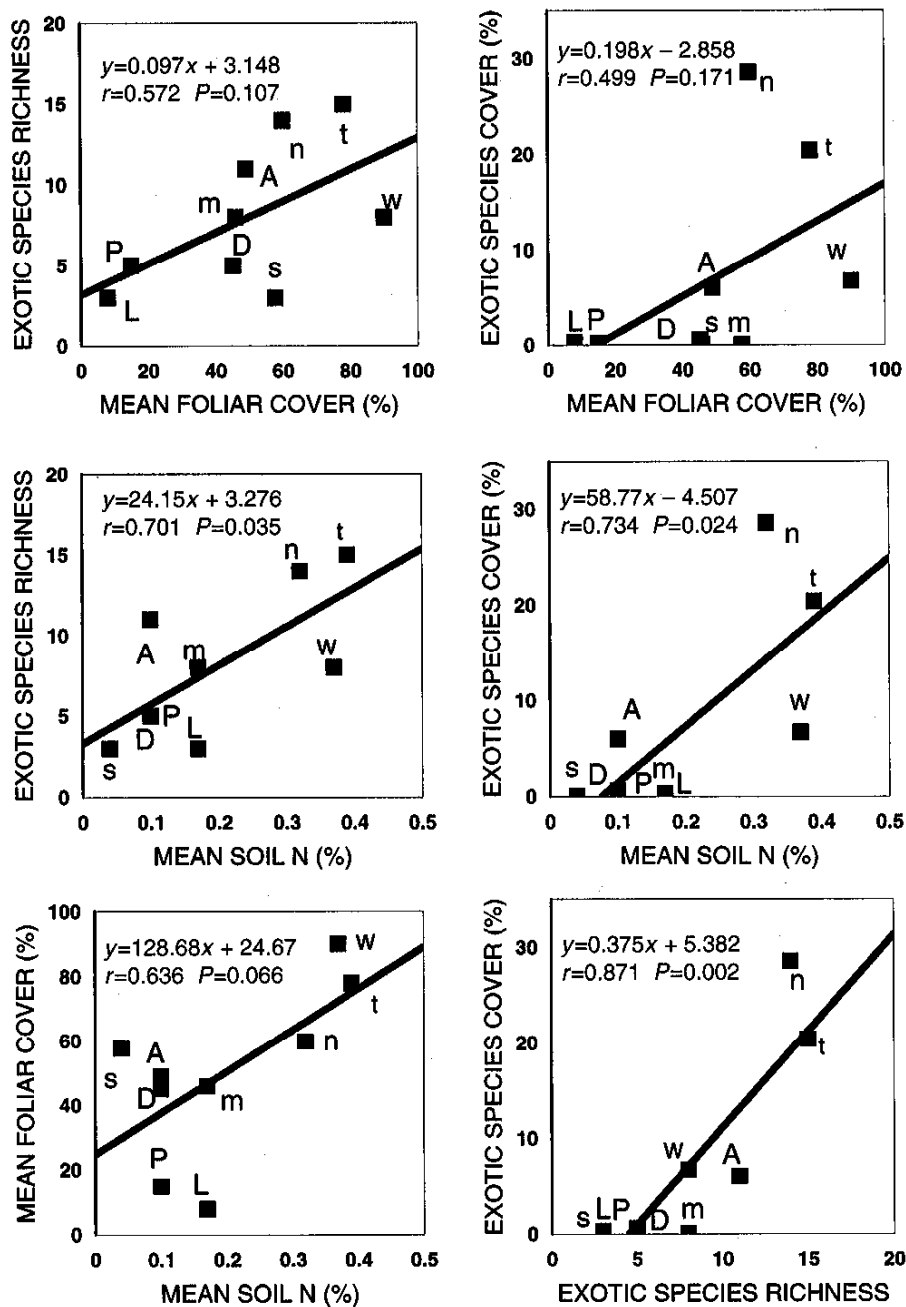 EXOTIC SPECIES RICHNESS
20
15
10
5
0
y=0.097x + 3.148
r=0.572 P=0.107
t
n
A
m
w
P
D
s
L
0 20 40 60 80 100
MEAN FOLIAR COVER (%)
EXOTIC SPECIES COVER (%)
30
20
10
0
y=0.198x − 2.858
r=0.499 P=0.171
n
t
A
w
L P D s m
0 20 40 60 80 100
MEAN FOLIAR COVER (%)
EXOTIC SPECIES RICHNESS
20
15
10
5
0
y=24.15x + 3.276
r=0.701 P=0.035
n t
A m w
D P L
s
0 0.1 0.2 0.3 0.4 0.5
MEAN SOIL N (%)
EXOTIC SPECIES COVER (%)
30
20
10
0
y=58.77x − 4.507
r=0.734 P=0.024
n
t
A
w
s D P m L
0 0.1 0.2 0.3 0.4 0.5
MEAN SOIL N (%)
MEAN FOLIAR COVER (%)
100
80
60
40
20
0
y=128.68x + 24.67
r=0.636 P=0.066
w
t
n
A
s
D
m
P
L
0 0.1 0.2 0.3 0.4 0.5
MEAN SOIL N (%)
EXOTIC SPECIES COVER (%)
30
20
10
0
y=0.375x + 5.382
r=0.871 P=0.002
n
t
w A
s L P D m
0 5 10 15 20
EXOTIC SPECIES RICHNESS